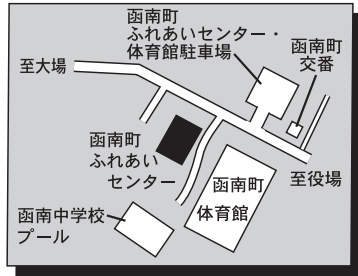 函南町
ふれあいセンター・
体育館駐車場
函南町
交番
至大場
函南町
ふれあい
センター
至役場
函南町
体育館
函南中学校
プール